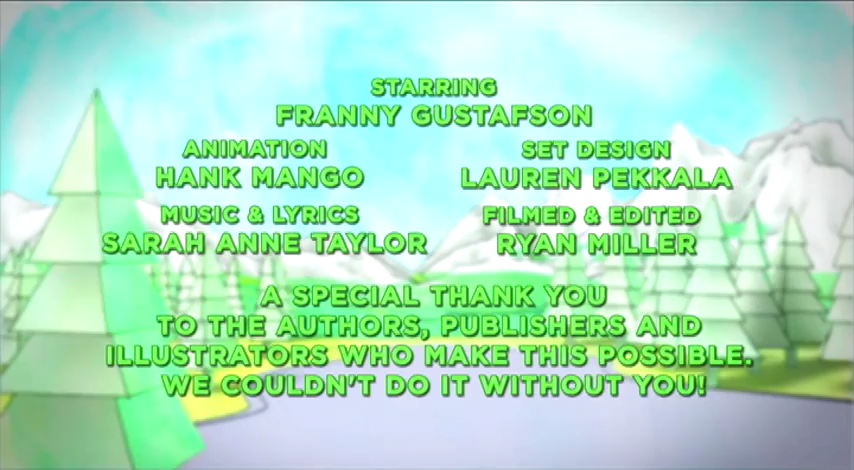 STARRING
FRANNY GUSTAFSON
ANIMATION
HANK MANGO
SET DESIGN
LAUREN PEKKALA
MUSIC & LYRICS
SARAH ANNE TAYLOR
FILMED & EDITED
RYAN MILLER
A SPECIAL THANK YOU
TO THE AUTHORS, PUBLISHERS AND
ILLUSTRATORS WHO MAKE THIS POSSIBLE.
WE COULDN'T DO IT WITHOUT YOU!